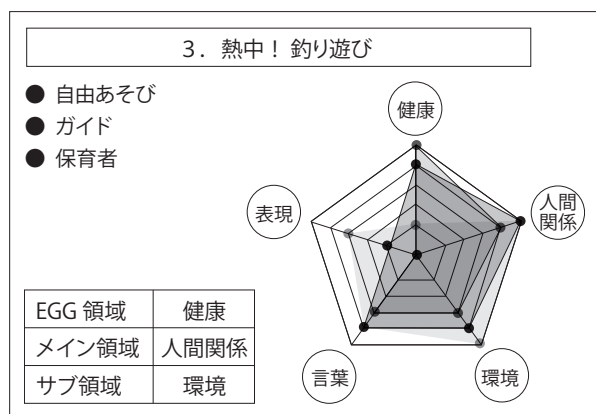 3．熱中！釣り遊び
● 自由あそび
● ガイド
● 保育者
健康
人間
関係
表現
言葉
環境
EGG 領域 健康
メイン領域 人間関係
サブ領域 環境